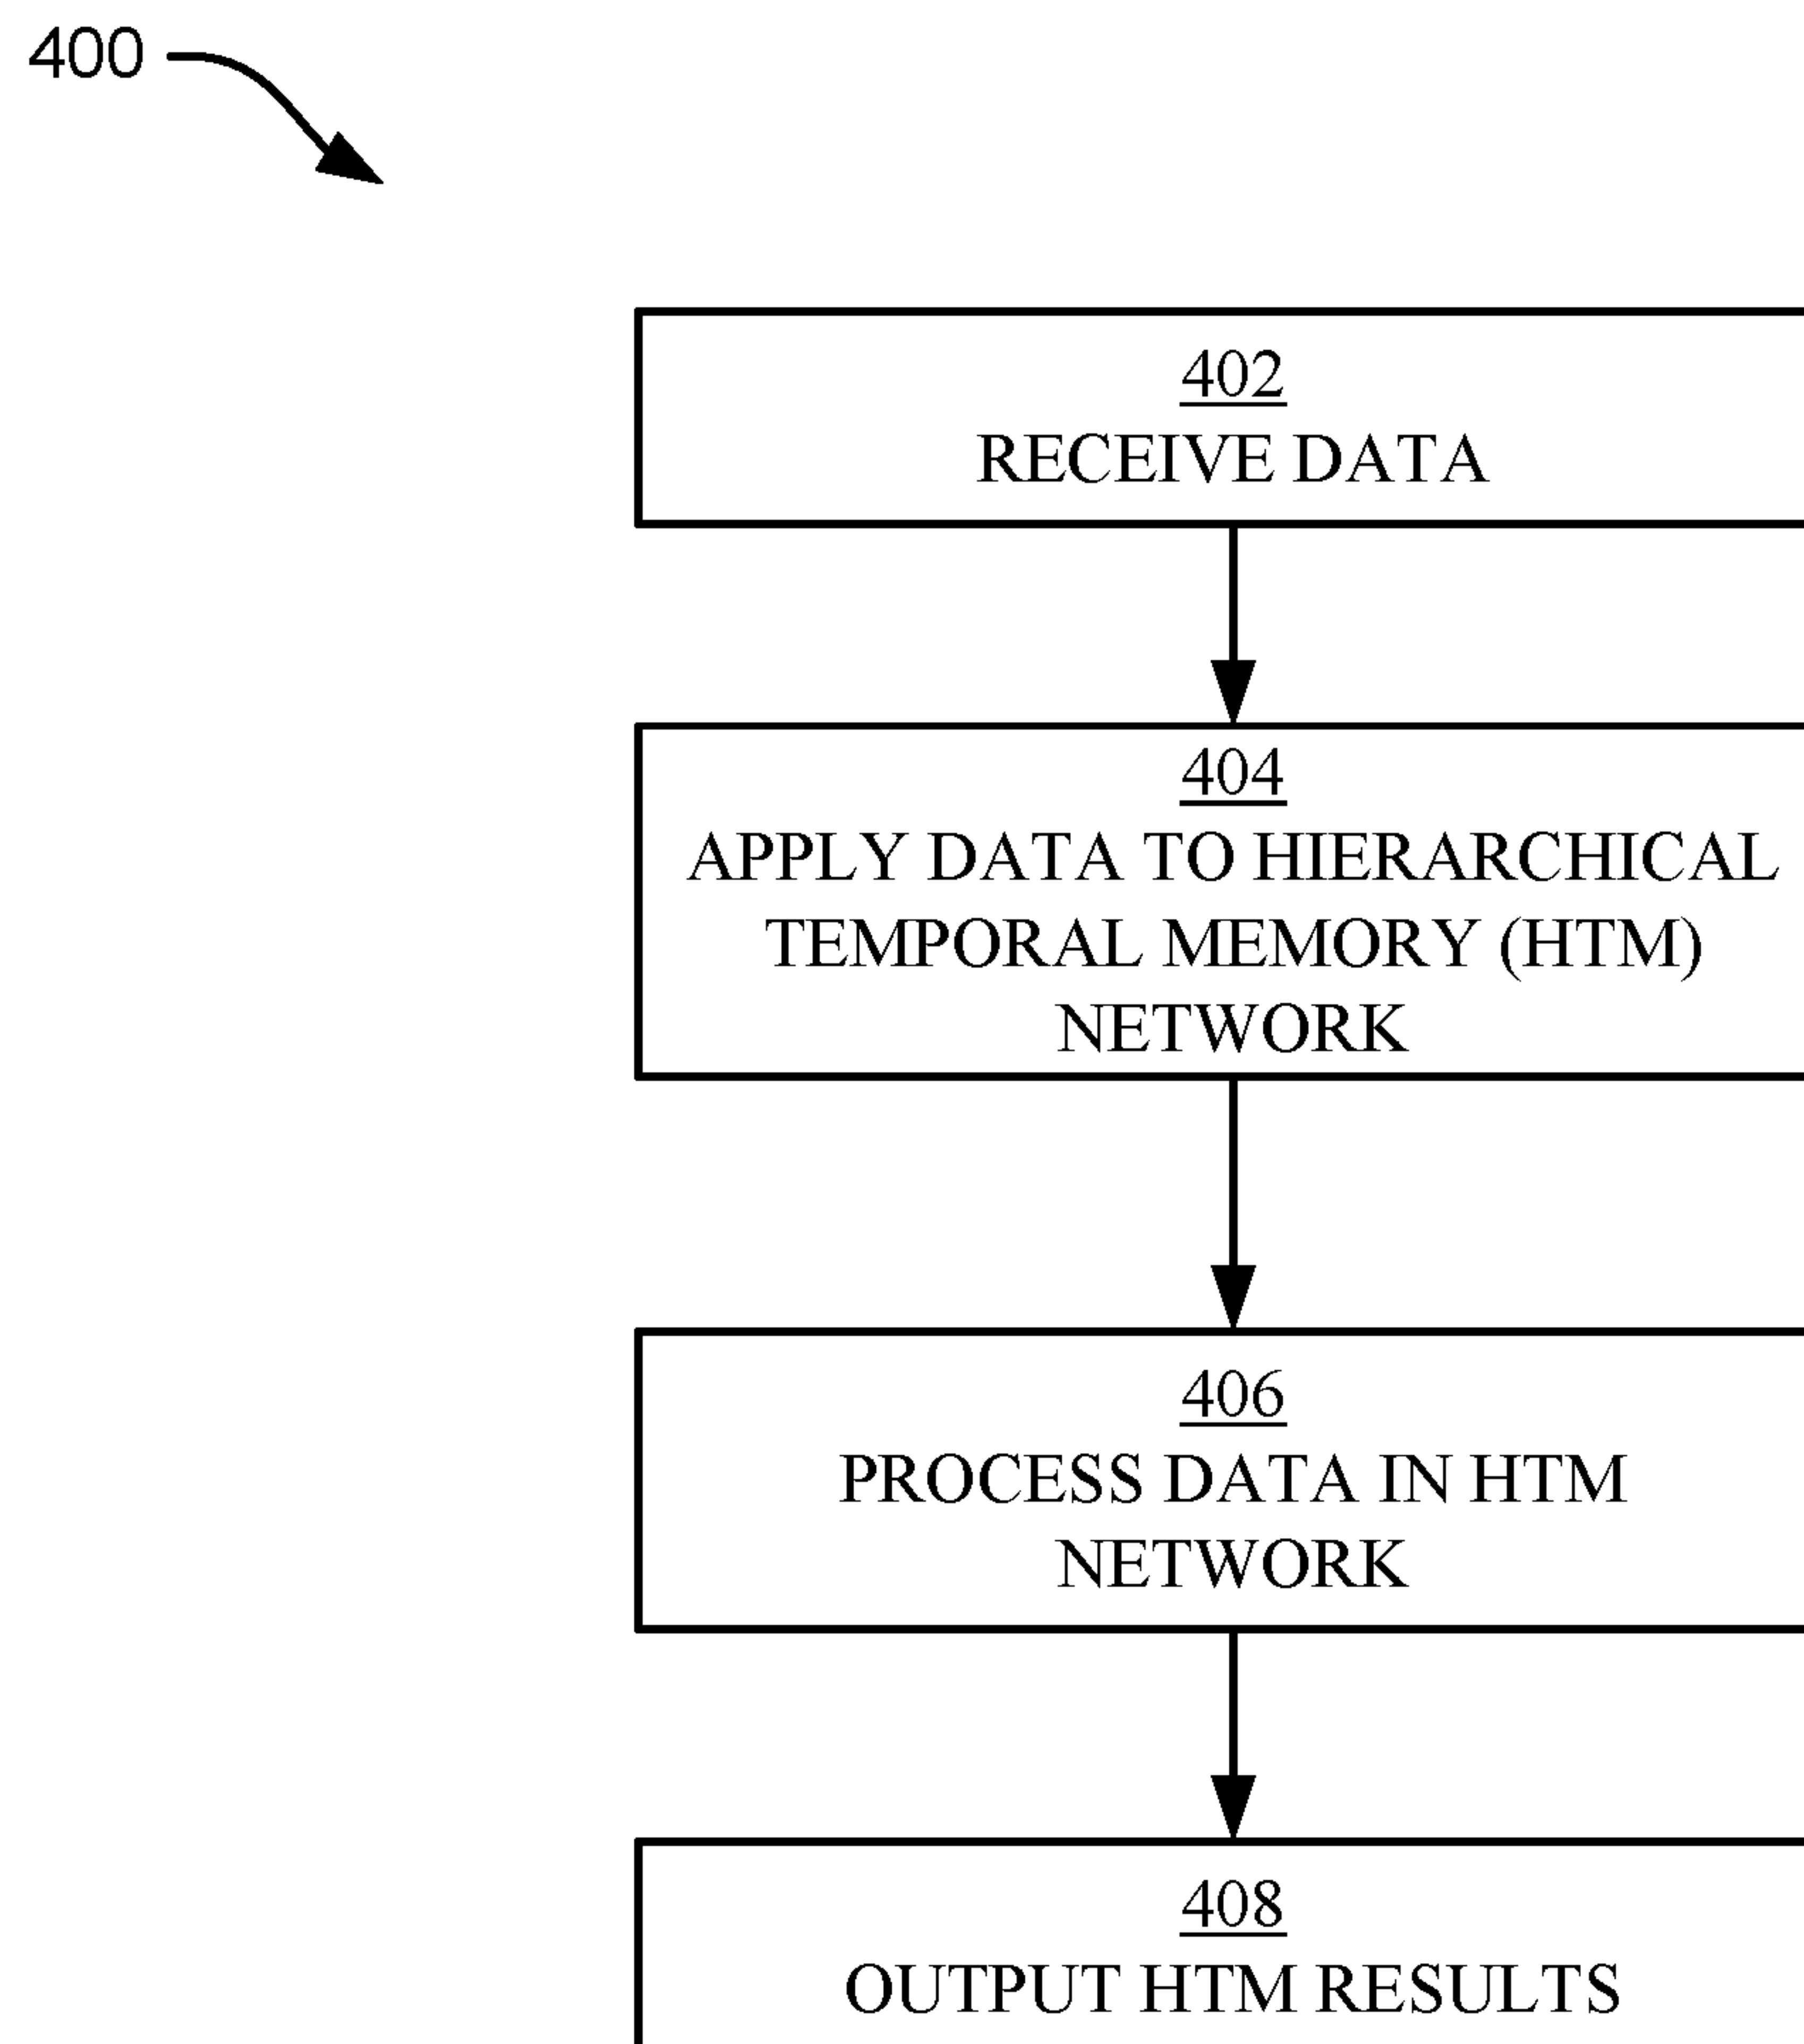 400
402
RECEIVE DATA
404
APPLY DATA TO HIERARCHICAL
TEMPORAL MEMORY (HTM)
NETWORK
406
PROCESS DATA IN HTM
NETWORK
408
OUTPUT HTM RESULTS